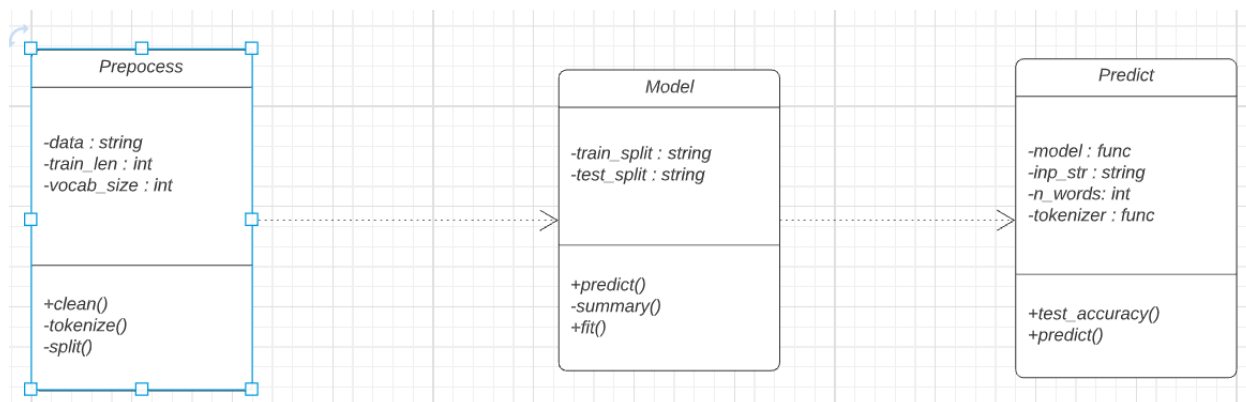 Prepocess
-data : string
-train_len : int
-vocab_size : int
+clean()
-tokenize()
-split()
Model
-train_split : string
-test_split : string
+predict()
-summary()
+fit()
Predict
-model : func
-inp_str : string
-n_words: int
-tokenizer : func
+test_accuracy()
+predict()